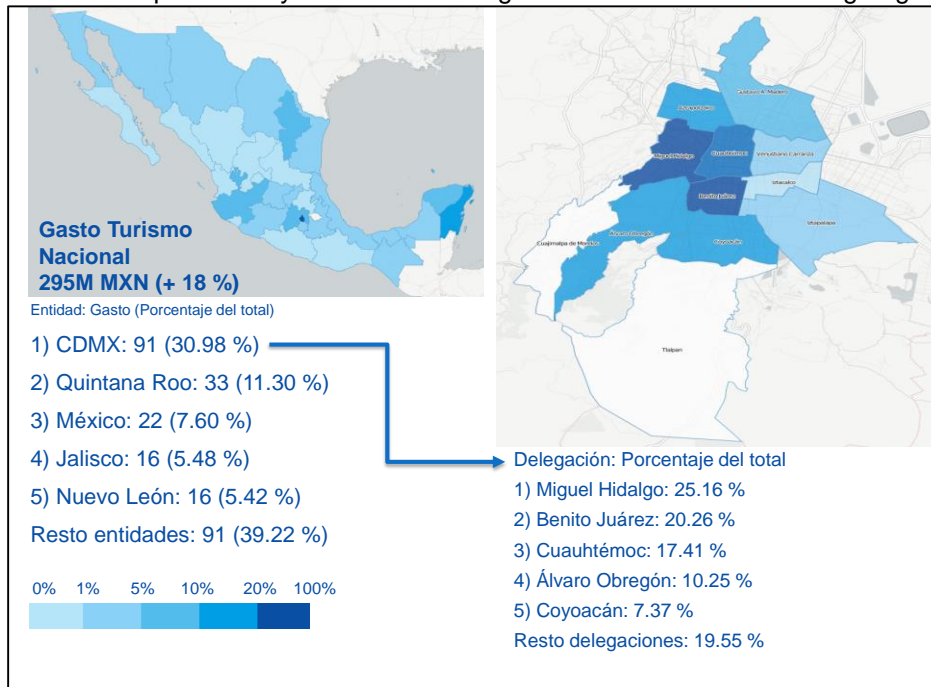 Gasto Turismo
Nacional
295M MXN (+ 18 %)
Entidad: Gasto (Porcentaje del total)
1) CDMX: 91 (30.98 %)
2) Quintana Roo: 33 (11.30 %)
3) México: 22 (7.60 %)
4) Jalisco: 16 (5.48 %)
5) Nuevo León: 16 (5.42 %)
Resto entidades: 91 (39.22 %)
0% 1% 5% 10% 20% 100%
Gustavo A. Madero
Azcapotzalco
Miguel Hidalgo
Cuauhtémoc
Venustiano Carranza
Iztacalco
Benito Juárez
Iztapalapa
Álvaro Obregón
Coyoacán
Cuajimalpa de Morelos
Tlalpan
Delegación: Porcentaje del total
1) Miguel Hidalgo: 25.16 %
2) Benito Juárez: 20.26 %
3) Cuauhtémoc: 17.41 %
4) Álvaro Obregón: 10.25 %
5) Coyoacán: 7.37 %
Resto delegaciones: 19.55 %